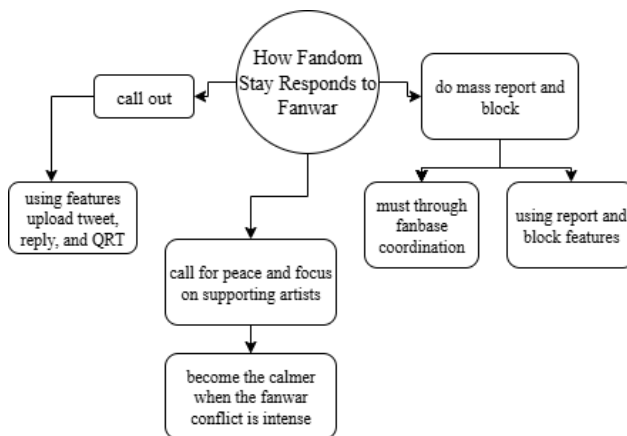 How Fandom
Stay Responds to
Fanwar
call out
do mass report and
block
using features
upload tweet,
reply, and QRT
must through
fanbase
coordination
using report and
block features
call for peace and focus
on supporting artists
become the calmer
when the fanwar
conflict is intense